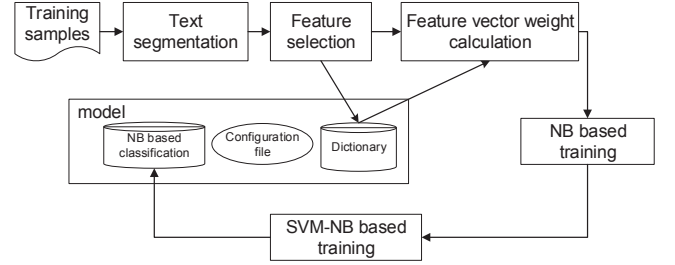 Training
samples
Text
segmentation
Feature
selection
Feature vector weight
calculation
model
NB based
classification
Configuration
file
Dictionary
NB based
training
SVM-NB based
training